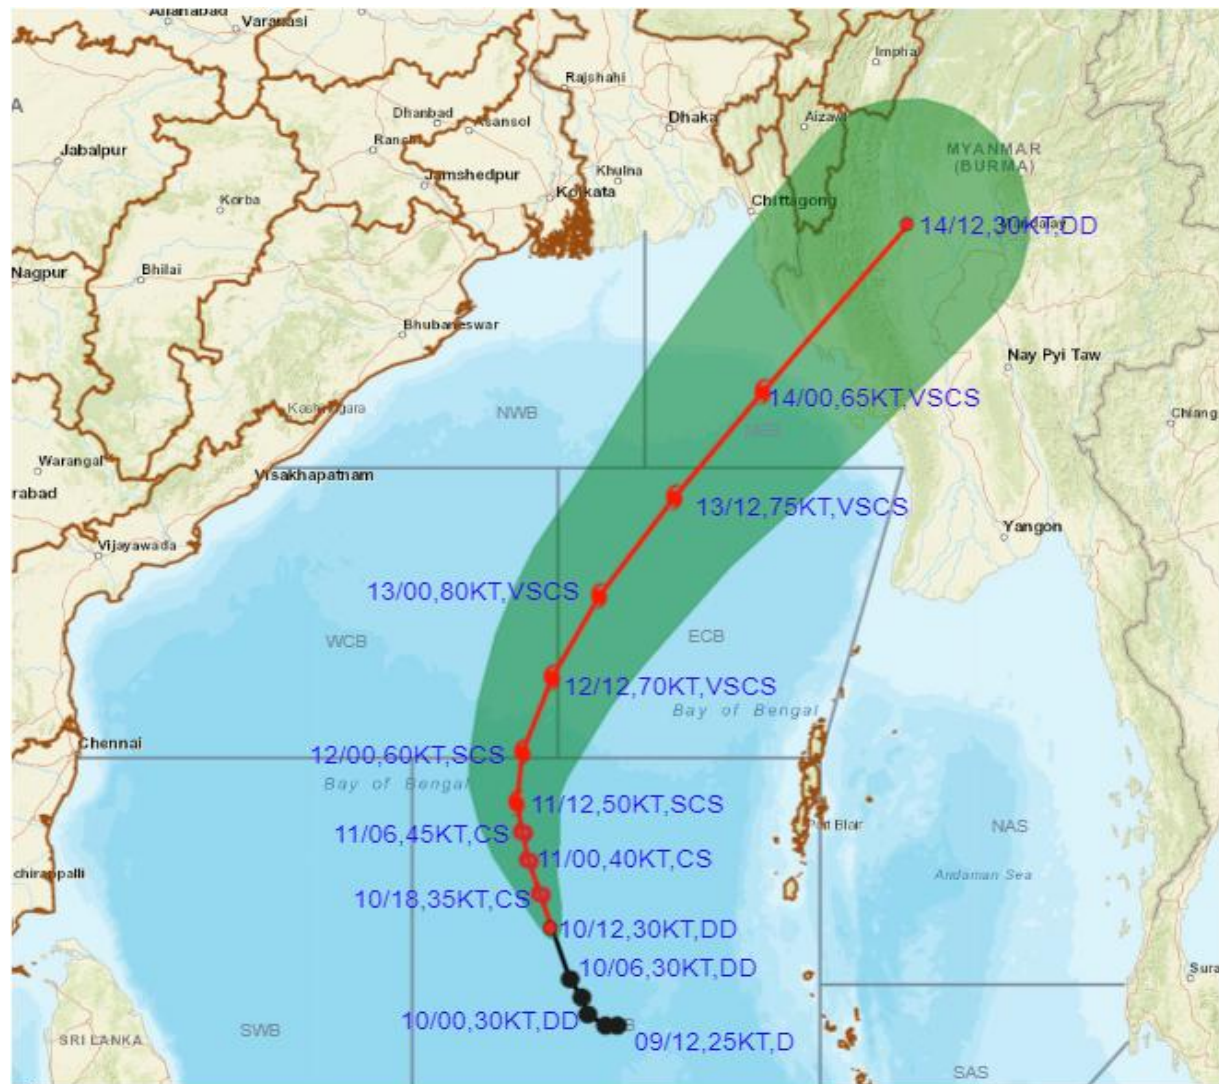 Allahabad
Varanasi
Imphal
Rajshahi
A
Dhanbad
Asansol
Dhaka
Aizawl
Ranchi
Jabalpur
MYANMAR
(BURMA)
Khulna
Jamshedpur
Kolkata
Korba
Chittagong
14/12,30KT,DD
Nagpur
Bhilai
Bhubaneswar
Nay Pyi Taw
14/00,65KT,VSCS
NWB
Chiang
Warangal
Visakhapatnam
rabad
13/12,75KT,VSCS
Yangon
Vijayawada
13/00,80KT,VSCS
WCB
ECB
12/12,70KT,VSCS
Bay of Bengal
Chennai
12/00,60KT,SCS
Bay of Bengal
11/12,50KT,SCS
Port Blair
NAS
11/06,45KT,CS
11/00,40KT,CS
chirappalli
Andaman Sea
10/18,35KT,CS
10/12,30KT,DD
10/06,30KT,DD
Sura
10/00,30KT,DD
SWB
09/12,25KT,D
SRI LANKA
SAS